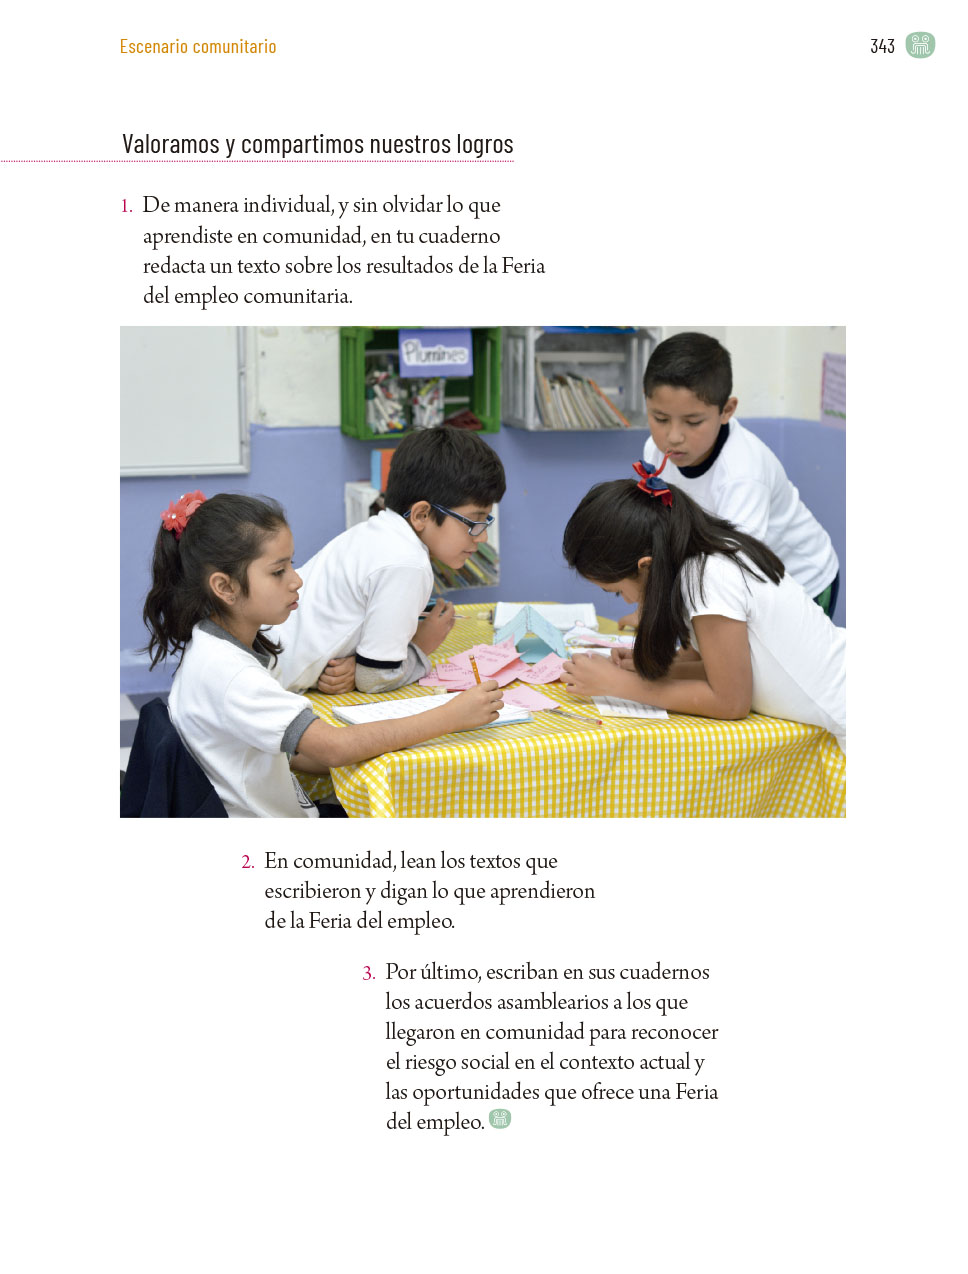 Escenario comunitario
343
Valoramos y compartimos nuestros logros
1. De manera individual, y sin olvidar lo que
aprendiste en comunidad, en tu cuaderno
redacta un texto sobre los resultados de la Feria
del empleo comunitaria.
Plumines
2. En comunidad, lean los textos que
escribieron y digan lo que aprendieron
de la Feria del empleo.
3. Por último, escriban en sus cuadernos
los acuerdos asamblearios a los que
llegaron en comunidad para reconocer
el riesgo social en el contexto actual y
las oportunidades que ofrece una Feria
del empleo.